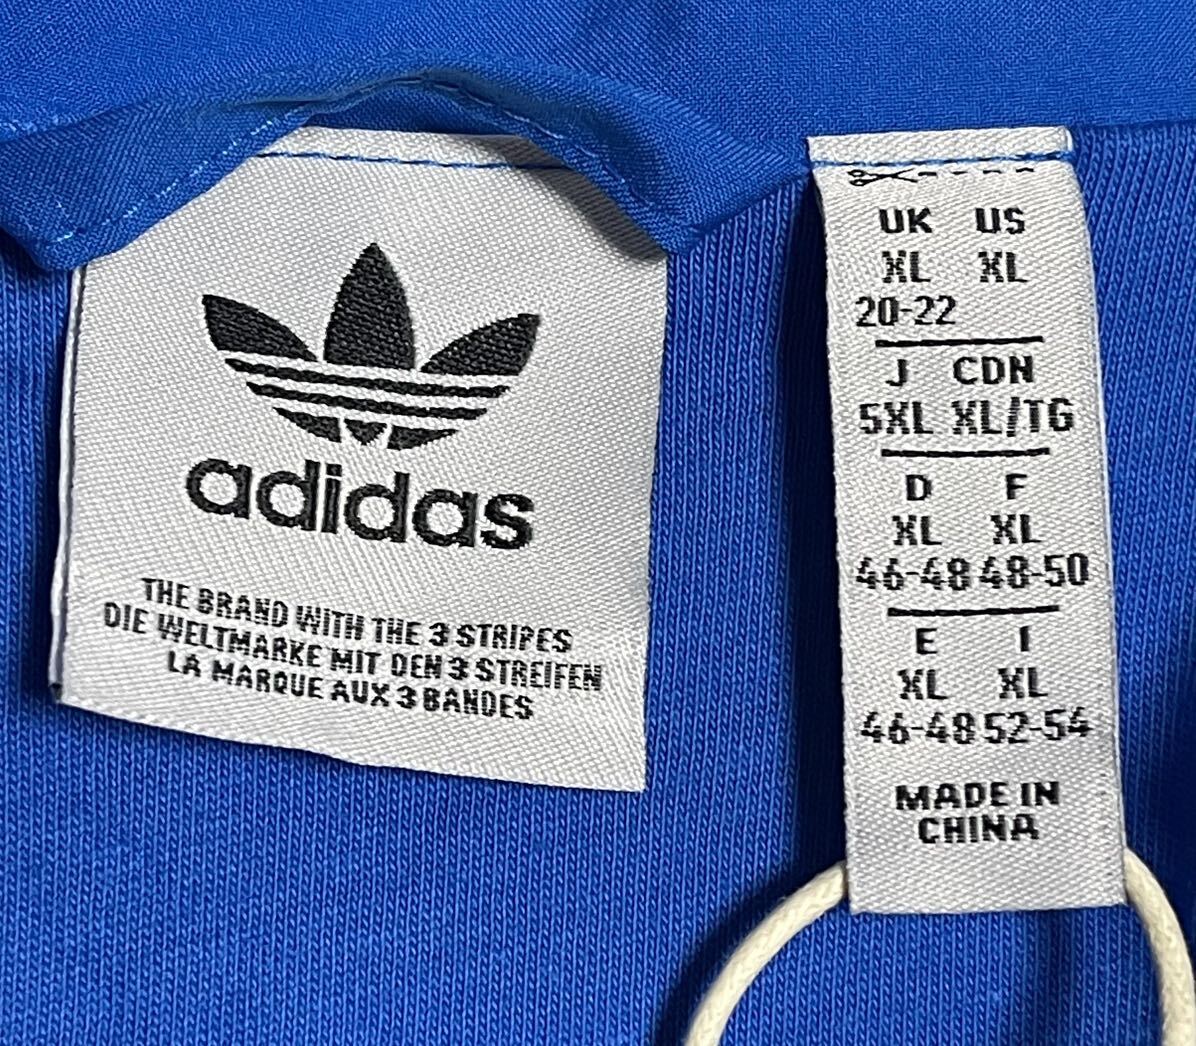 adidas
THE BRAND WITH THE 3 STRIPES
DIE WELTMARKE MIT DEN 3 STREIFEN
LA MARQUE AUX 3 BANDES
UK US
XL XL
20-22
J CDN
5XL XL/TG
D F
XL XL
46-48 48-50
E I
XL XL
46-48 52-54
MADE IN
CHINA